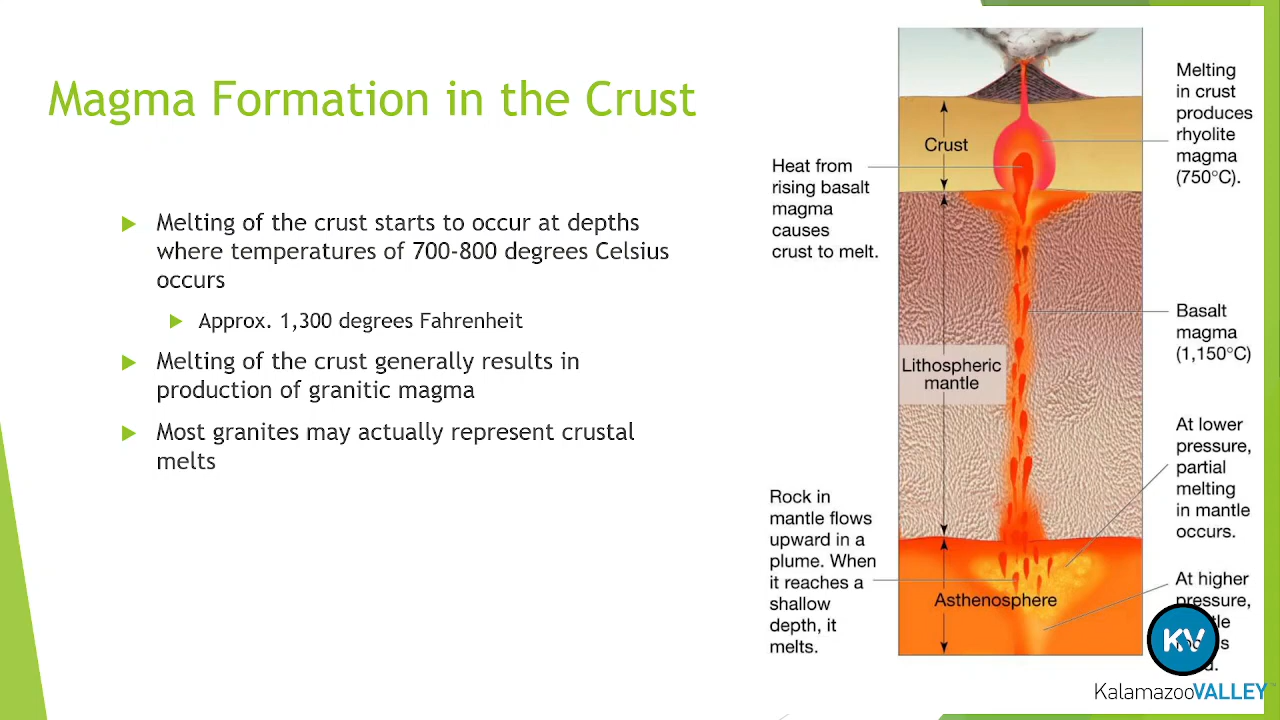 Magma Formation in the Crust
Melting of the crust starts to occur at depths
where temperatures of 700-800 degrees Celsius
occurs
Approx. 1,300 degrees Fahrenheit
Melting of the crust generally results in
production of granitic magma
Most granites may actually represent crustal
melts
Heat from
rising basalt
magma
causes
crust to melt.
Rock in
mantle flows
upward in a
plume. When
it reaches a
shallow
depth, it
melts.
Crust
Lithospheric
mantle
Asthenosphere
Melting
in crust
produces
rhyolite
magma
(750°C).
Basalt
magma
(1,150°C)
At lower
pressure,
partial
melting
in mantle
occurs.
At higher
pressure,
KV
KalamazooVALLEY